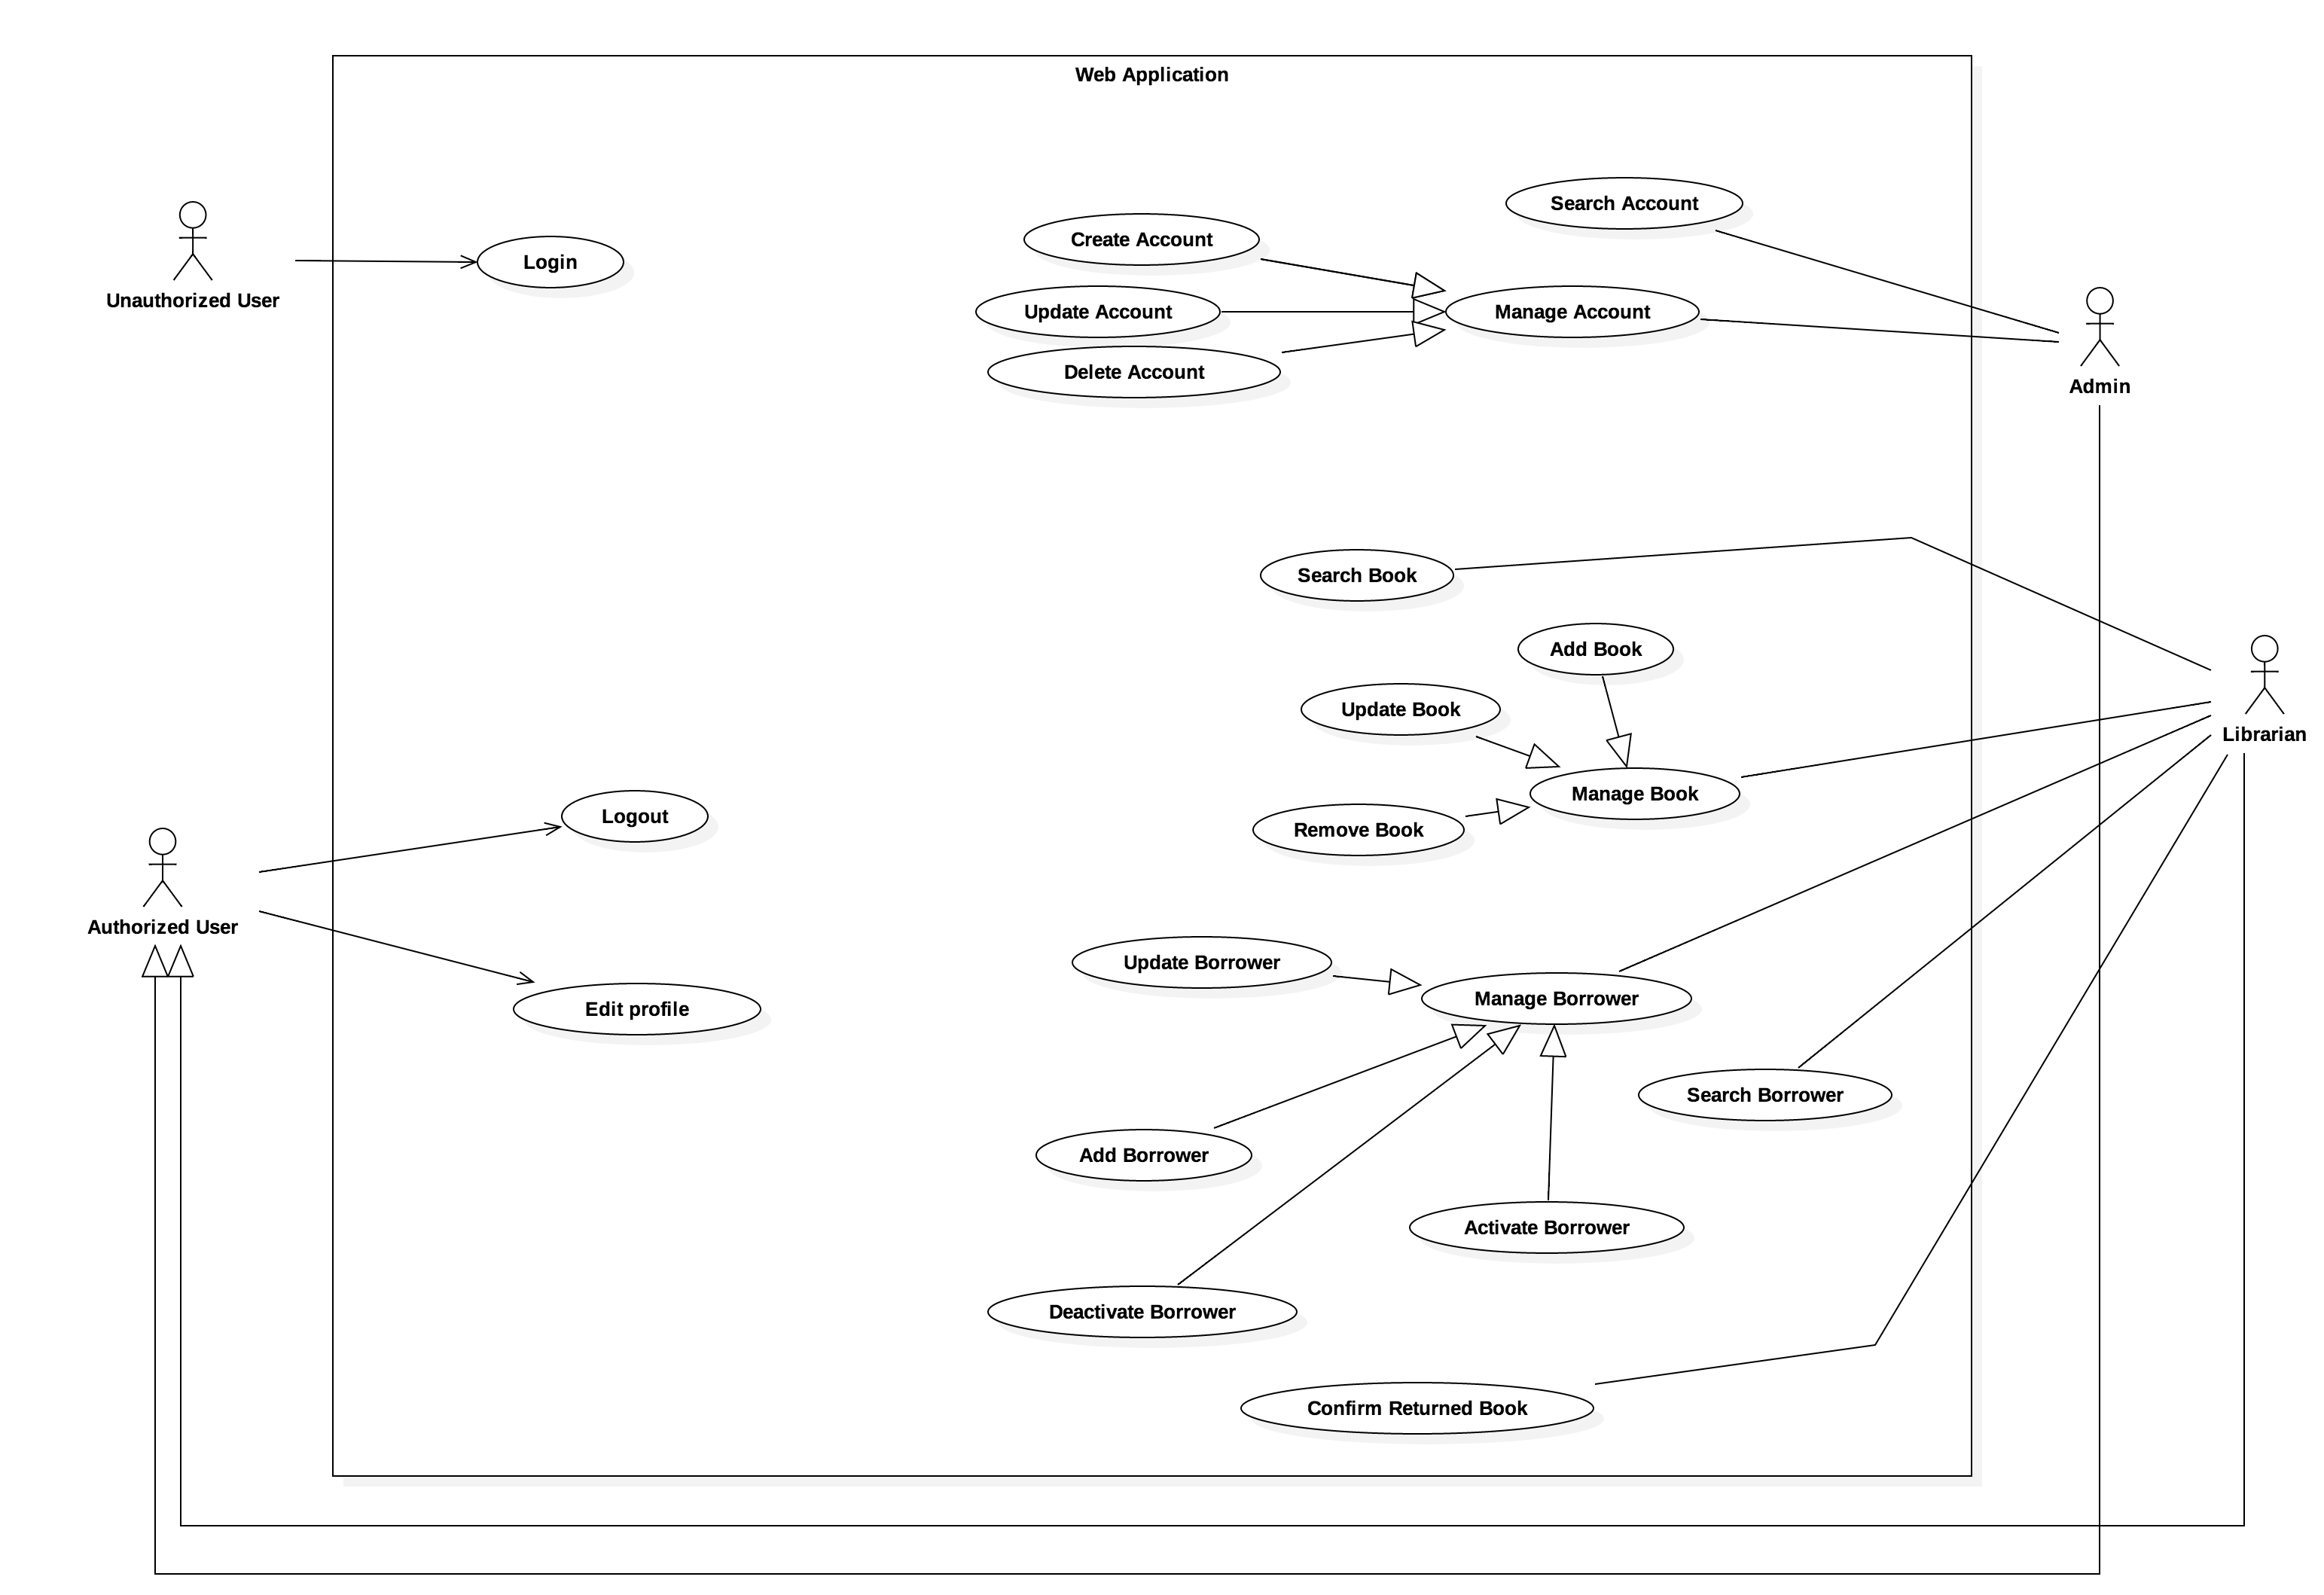 Web Application
Search Account
Create Account
Login
Unauthorized User
Update Account
Manage Account
Delete Account
Admin
Search Book
Add Book
Update Book
Librarian
Manage Book
Logout
Remove Book
Authorized User
Update Borrower
Manage Borrower
Edit profile
Search Borrower
Add Borrower
Activate Borrower
Deactivate Borrower
Confirm Returned Book